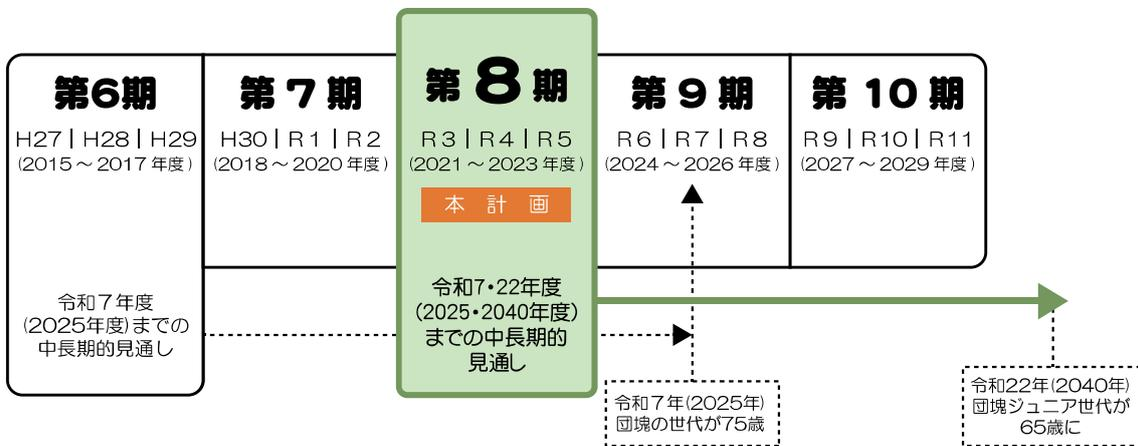 第6期
H27 | H28 | H29
(2015～2017年度)
令和7年度
(2025年度)までの
中長期的見通し
第7期
H30 | R1 | R2
(2018～2020年度)
第8期
R3 | R4 | R5
(2021～2023年度)
本計画
令和7・22年度
(2025・2040年度)
までの中長期的
見通し
第9期
R6 | R7 | R8
(2024～2026年度)
第10期
R9 | R10 | R11
(2027～2029年度)
令和7年(2025年)
団塊の世代が75歳
令和22年(2040年)
団塊ジュニア世代が
65歳に